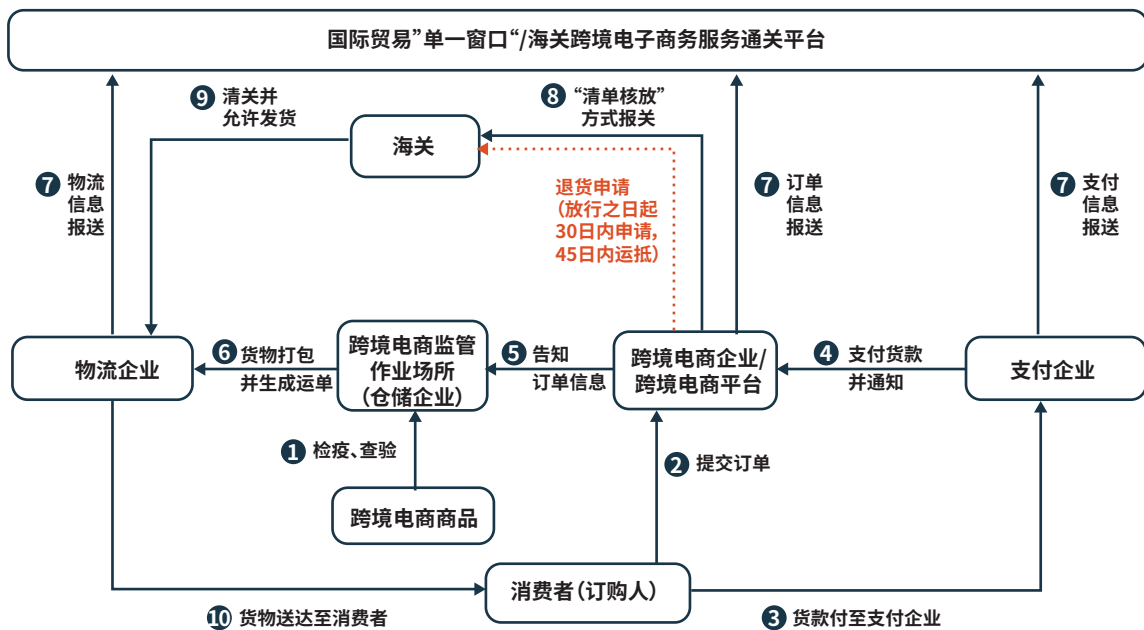 国际贸易”单一窗口“/海关跨境电子商务服务通关平台
9 清关并
允许发货
8 “清单核放”
方式报关
海关
7 物流
信息
报送
退货申请
（放行之日起
30日内申请，
45日内运抵）
7 订单
信息
报送
7 支付
信息
报送
物流企业
6 货物打包
并生成运单
跨境电商监管
作业场所
（仓储企业）
5 告知
订单信息
跨境电商企业/
跨境电商平台
4 支付货款
并通知
支付企业
1 检疫、查验
2 提交订单
跨境电商商品
消费者（订购人）
10 货物送达至消费者
3 货款付至支付企业